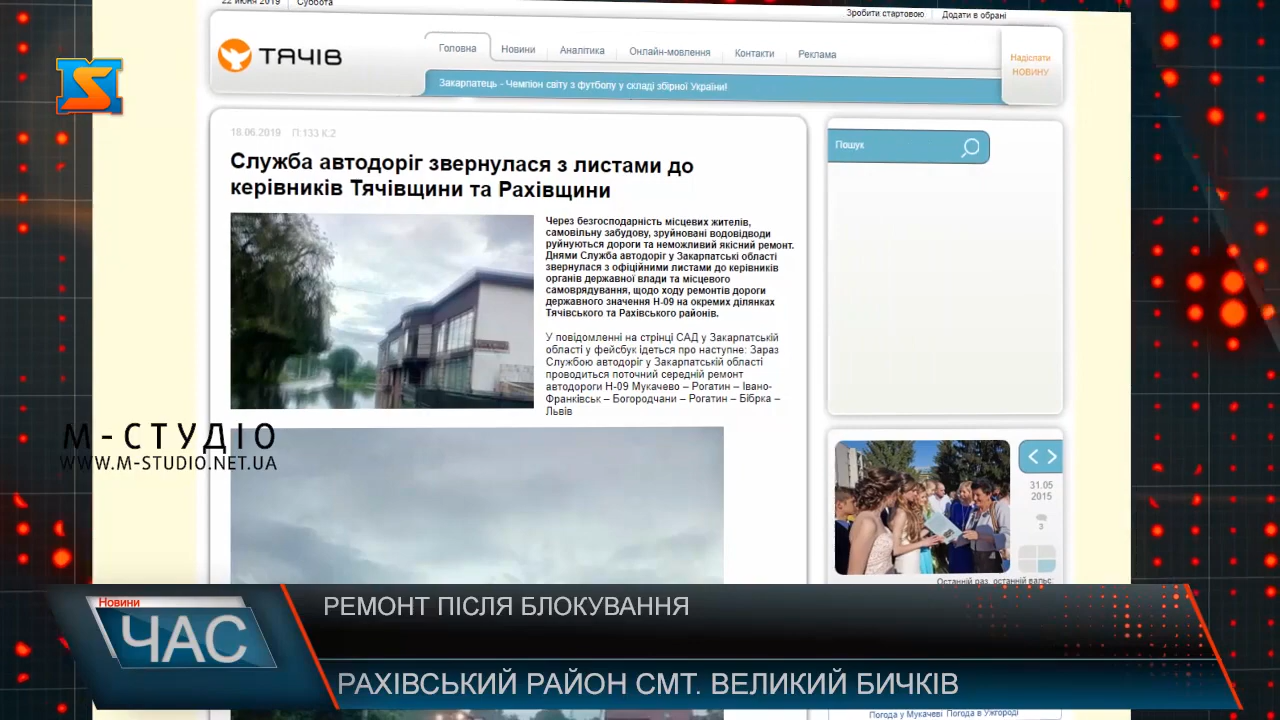 22 июня 2019 Суббота
Зробити стартовою Додати в обрані
ТЯЧІВ
Головна Новини Аналітика Онлайн-мовлення Контакти Реклама
Надіслати
НОВИНУ
Закарпатець - Чемпіон світу з футболу у складі збірної України!
18.06.2019 П:133 К:2
Пошук
Служба автодоріг звернулася з листами до
керівників Тячівщини та Рахівщини
Через безгосподарність місцевих жителів,
самовільну забудову, зруйновані водовідводи
руйнуються дороги та неможливий якісний ремонт.
Днями Служба автодоріг у Закарпатські області
звернулася з офіційними листами до керівників
органів державної влади та місцевого
самоврядування, щодо ходу ремонтів дороги
державного значення Н-09 на окремих ділянках
Тячівського та Рахівського районів.
У повідомленні на стрінці САД у Закарпатській
області у фейсбук ідеться про наступне: Зараз
Службою автодоріг у Закарпатській області
проводиться поточний середній ремонт
автодороги Н-09 Мукачево – Рогатин – Івано-
Франківськ – Богородчани – Рогатин – Бібрка –
Львів
М-СТУДІО
WWW.M-STUDIO.NET.UA
31.05
2015
3
Останній раз, останній вальс:
Новини
ЧАС
РЕМОНТ ПІСЛЯ БЛОКУВАННЯ
РАХІВСЬКИЙ РАЙОН СМТ. ВЕЛИКИЙ БИЧКІВ
Погода у Мукачеві Погода в Ужгороді